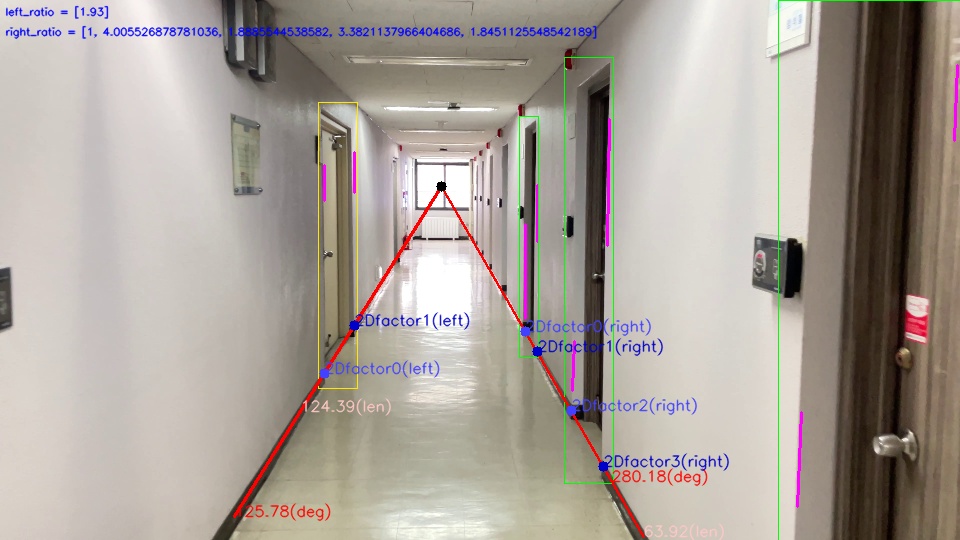 left_ratio = [1.93]
right_ratio = [1, 4.005526878781036, 1.8885544538582, 3.3821137966404686, 1.8451125548542189]
2Dfactor1(left)
2Dfactor0(right)
2Dfactor1(right)
2Dfactor0(left)
124.39(len)
2Dfactor2(right)
2Dfactor3(right)
280.18(deg)
25.78(deg)
63.92(len)